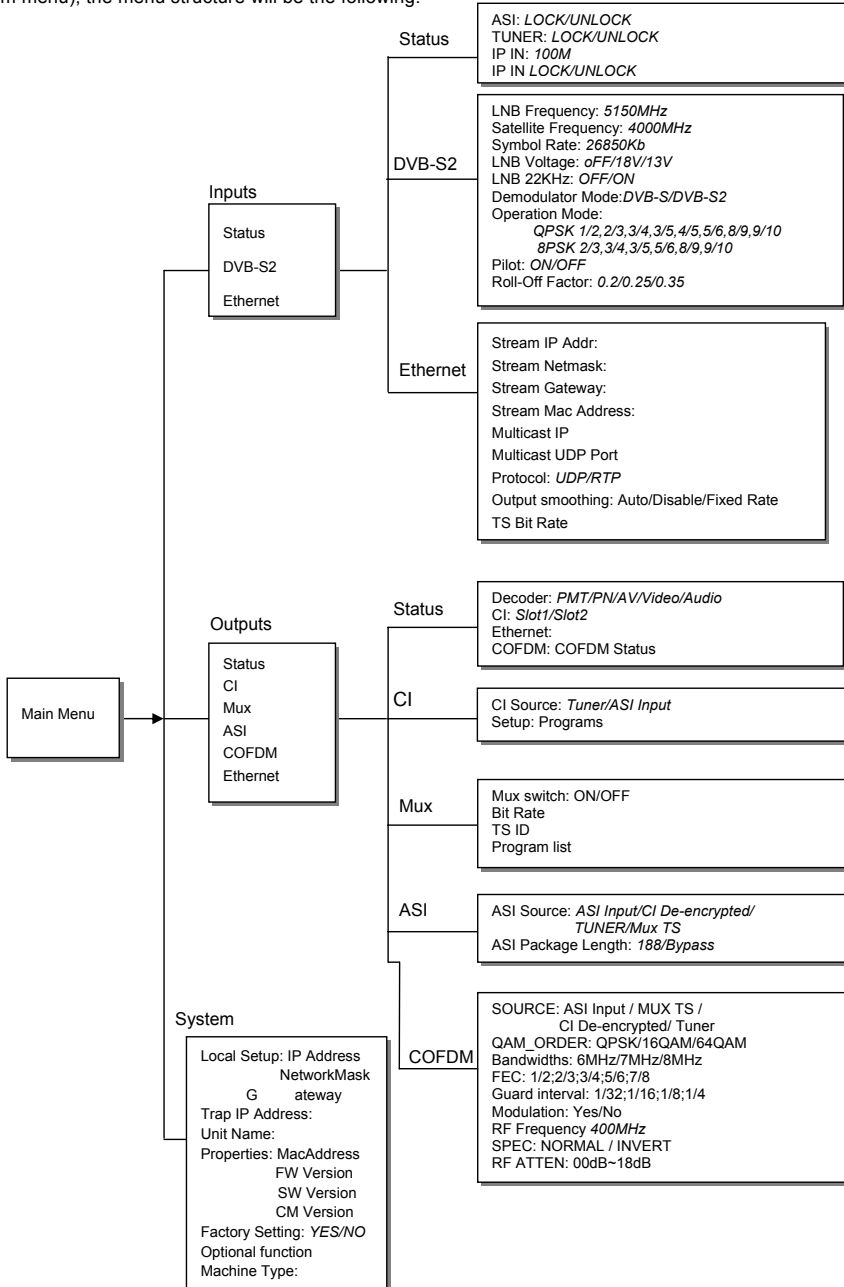 m menu), the menu structure will be the following:
Status
ASI: LOCK/UNLOCK
TUNER: LOCK/UNLOCK
IP IN: 100M
IP IN LOCK/UNLOCK
DVB-S2
LNB Frequency: 5150MHz
Satellite Frequency: 4000MHz
Symbol Rate: 26850Kb
LNB Voltage: oFF/18V/13V
LNB 22KHz: OFF/ON
Demodulator Mode:DVB-S/DVB-S2
Operation Mode:
QPSK 1/2,2/3,3/4,3/5,4/5,5/6,8/9,9/10
8PSK 2/3,3/4,3/5,5/6,8/9,9/10
Pilot: ON/OFF
Roll-Off Factor: 0.2/0.25/0.35
Inputs
Status
DVB-S2
Ethernet
Ethernet
Stream IP Addr:
Stream Netmask:
Stream Gateway:
Stream Mac Address:
Multicast IP
Multicast UDP Port
Protocol: UDP/RTP
Output smoothing: Auto/Disable/Fixed Rate
TS Bit Rate
Main Menu
Outputs
Status
CI
Mux
ASI
COFDM
Ethernet
Status
Decoder: PMT/PN/AV/Video/Audio
CI: Slot1/Slot2
Ethernet:
COFDM: COFDM Status
CI
CI Source: Tuner/ASI Input
Setup: Programs
Mux
Mux switch: ON/OFF
Bit Rate
TS ID
Program list
ASI
ASI Source: ASI Input/CI De-encrypted/
TUNER/Mux TS
ASI Package Length: 188/Bypass
COFDM
SOURCE: ASI Input / MUX TS /
CI De-encrypted/ Tuner
QAM_ORDER: QPSK/16QAM/64QAM
Bandwidths: 6MHz/7MHz/8MHz
FEC: 1/2;2/3;3/4;5/6;7/8
Guard interval: 1/32;1/16;1/8;1/4
Modulation: Yes/No
RF Frequency 400MHz
SPEC: NORMAL / INVERT
RF ATTEN: 00dB~18dB
System
Local Setup: IP Address
NetworkMask
G ateway
Trap IP Address:
Unit Name:
Properties: MacAddress
FW Version
SW Version
CM Version
Factory Setting: YES/NO
Optional function
Machine Type: